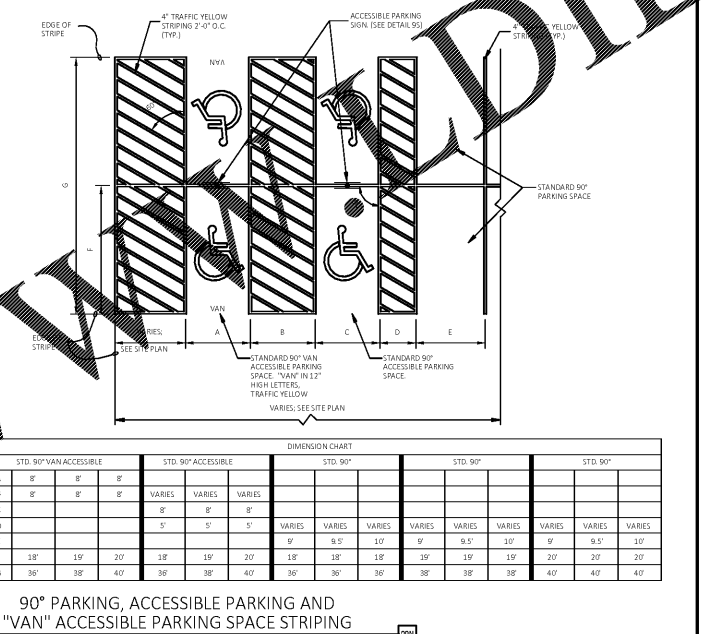 EDGE OF
STRIPE
4" TRAFFIC YELLOW
STRIPING 2'-0" O.C.
(TYP.)
ACCESSIBLE PARKING
SIGN. (SEE DETAIL 95)
4" YELLOW
(TYP.)
VAN
60°
G
F
STANDARD 90°
PARKING SPACE
VAN
STRIPE
SEE SITE PLAN
A
B
C
D
E
STANDARD 90° VAN
ACCESSIBLE PARKING
SPACE. "VAN" IN 12"
HIGH LETTERS,
TRAFFIC YELLOW
STANDARD 90°
ACCESSIBLE PARKING
SPACE.
VARIES; SEE SITE PLAN
DIMENSION CHART
STD. 90° VAN ACCESSIBLE STD. 90° ACCESSIBLE STD. 90° STD. 90° STD. 90°
8' 8' 8'
8' 8' 8' VARIES VARIES VARIES
8' 8' 8'
5' 5' 5' VARIES VARIES VARIES VARIES VARIES VARIES VARIES VARIES VARIES
9' 9.5' 10' 9' 9.5' 10' 9' 9.5' 10'
18' 19' 20' 18' 19' 20' 18' 18' 18' 19' 19' 19' 20' 20' 20'
36' 38' 40' 36' 38' 40' 36' 36' 36' 38' 38' 38' 40' 40' 40'
90° PARKING, ACCESSIBLE PARKING AND
"VAN" ACCESSIBLE PARKING SPACE STRIPING